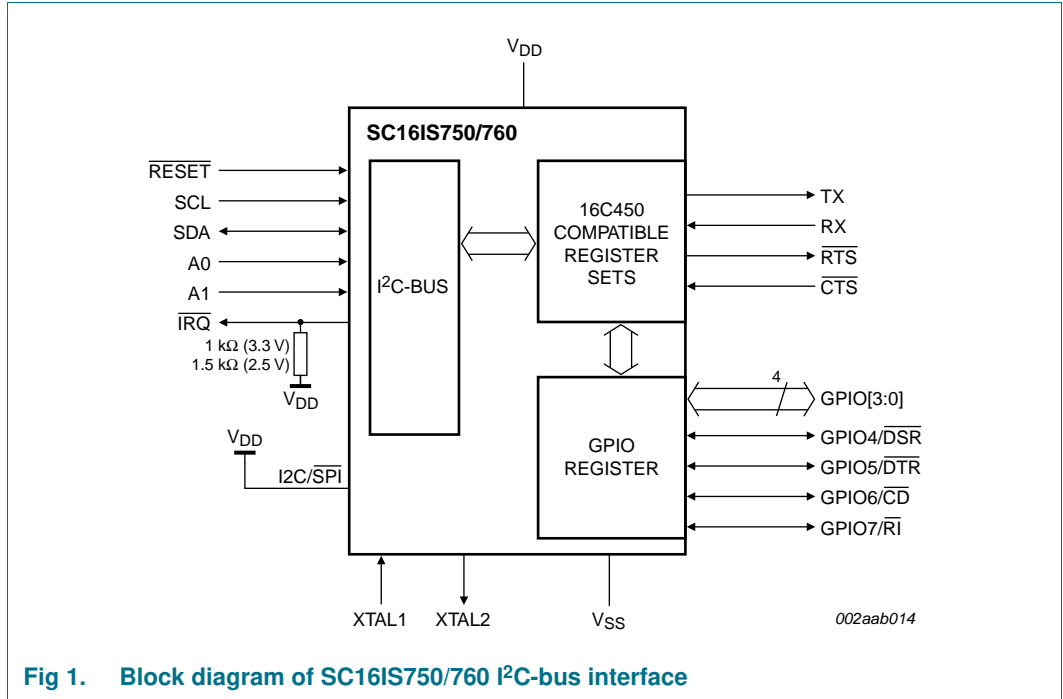 VDD
SC16IS750/760
RESET
SCL
SDA
A0
A1
IRQ
1 kΩ (3.3 V)
1.5 kΩ (2.5 V)
VDD
VDD
I2C/SPI
I2C-BUS
16C450
COMPATIBLE
REGISTER
SETS
TX
RX
RTS
CTS
GPIO
REGISTER
4
GPIO[3:0]
GPIO4/DSR
GPIO5/DTR
GPIO6/CD
GPIO7/RI
XTAL1
XTAL2
VSS
002aab014
Fig 1. Block diagram of SC16IS750/760 I2C-bus interface